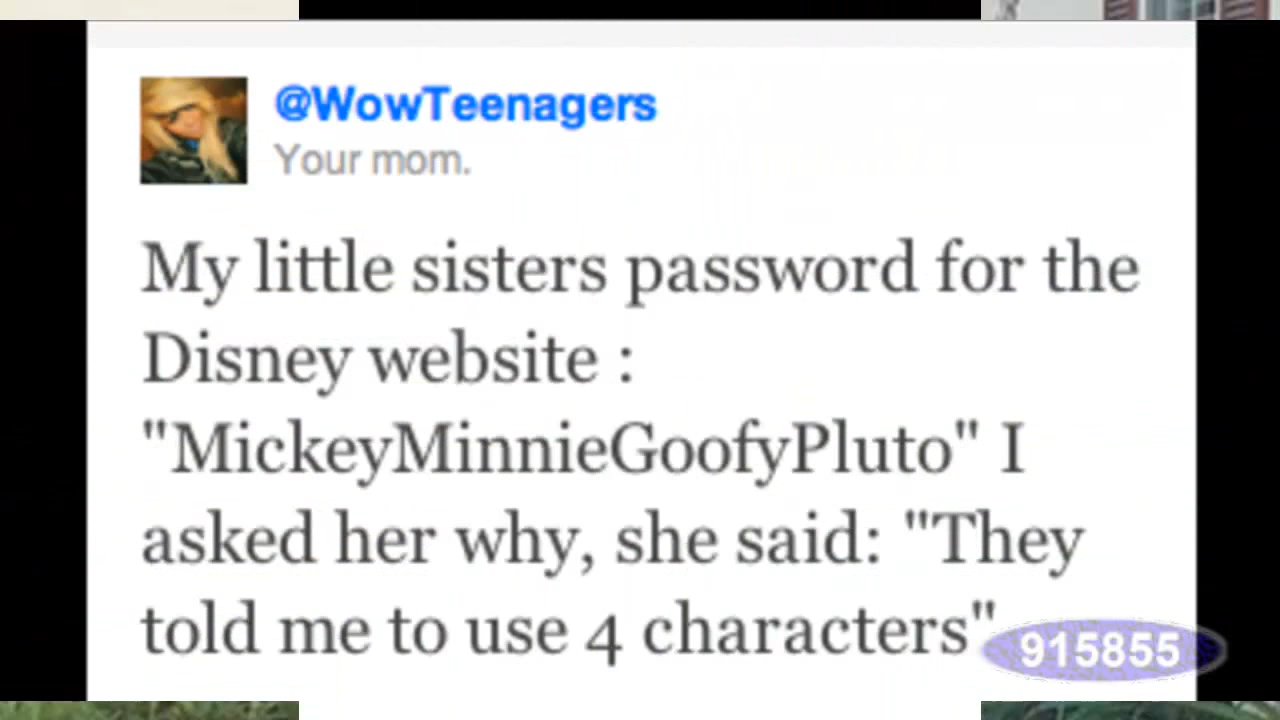 @WowTeenagers
Your mom.
My little sisters password for the
Disney website :
"MickeyMinnieGoofyPluto" I
asked her why, she said: "They
told me to use 4 characters"
915855